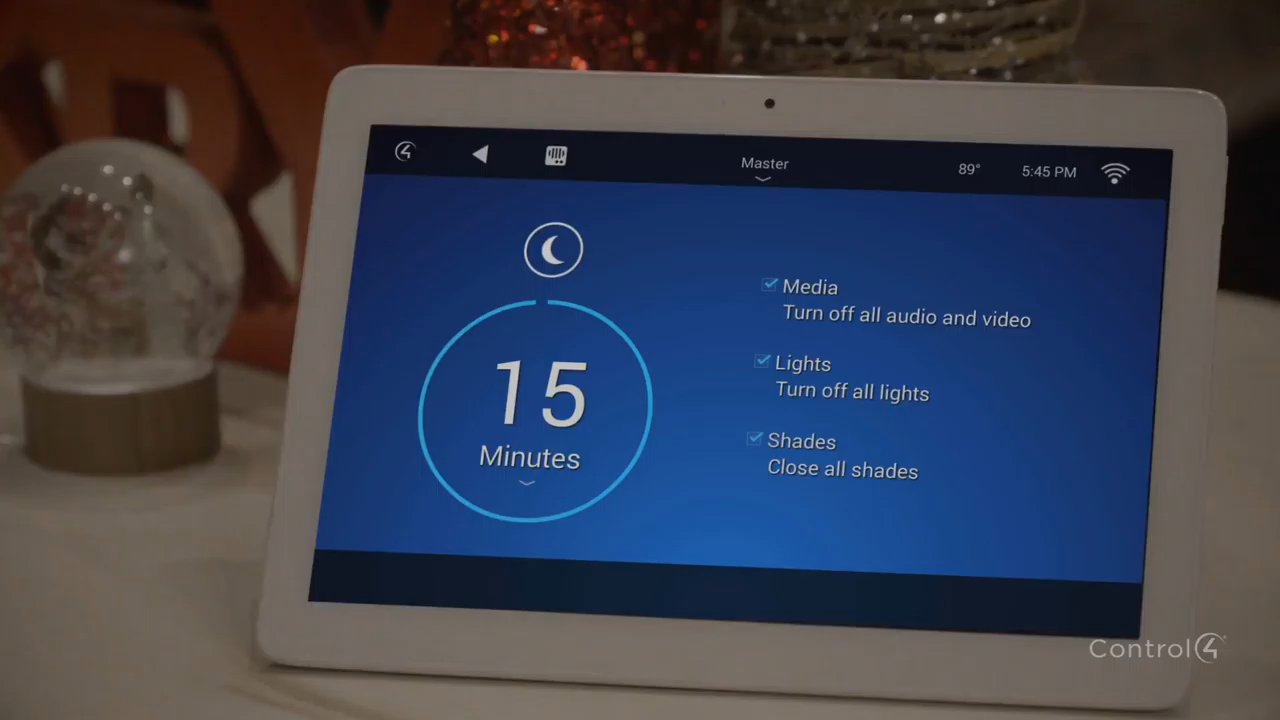 Master
89°
5:45 PM
15
Minutes
Media
Turn off all audio and video
Lights
Turn off all lights
Shades
Close all shades
Control4